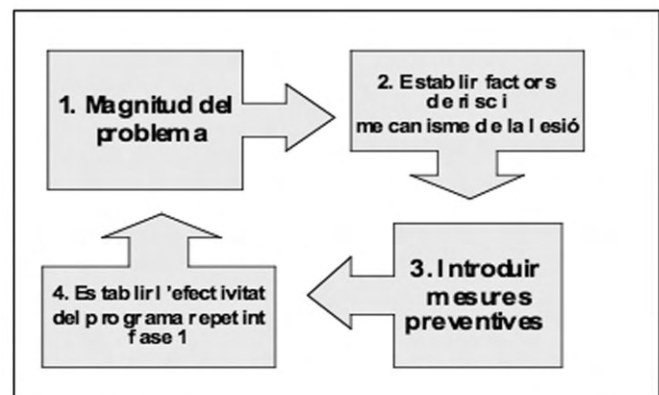 1. Magnitud del
problema
2. Establir factors
de risc i
mecanisme de la lesió
3. Introduir
mesures
preventives
4. Establir l'efectivitat
del programa repetint
fase 1